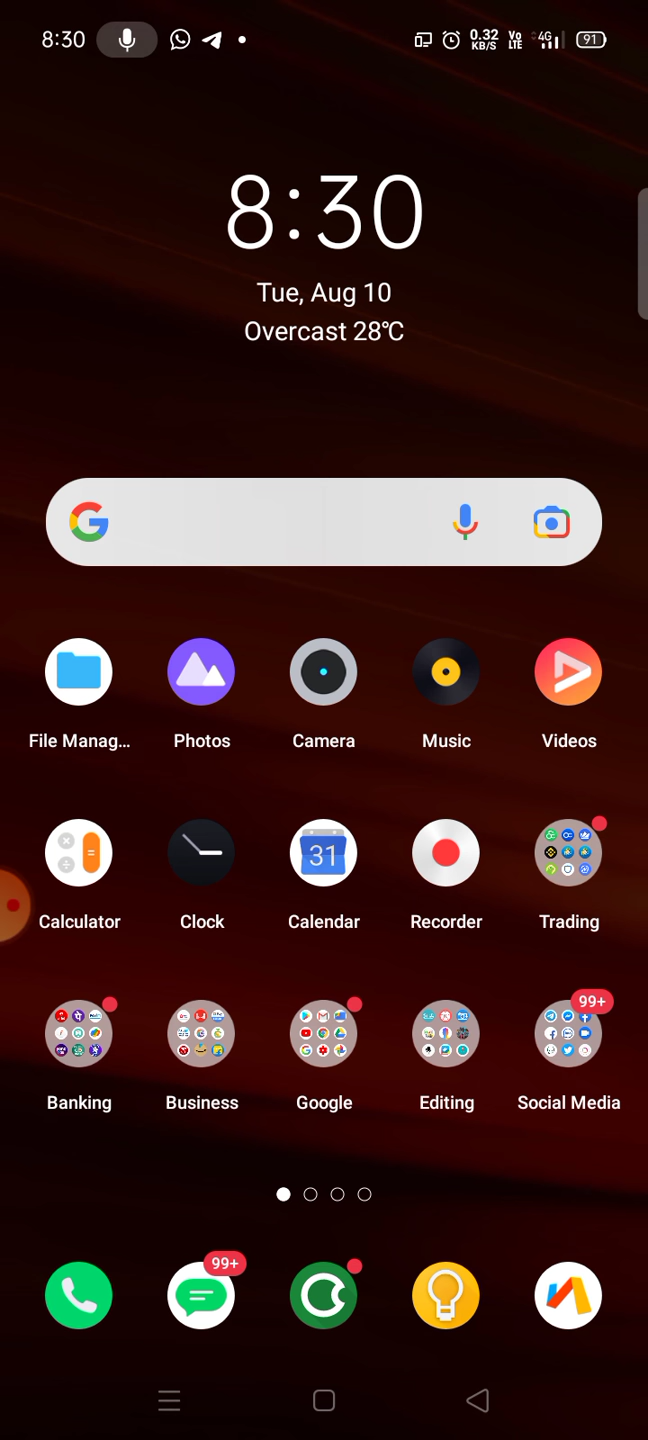 8:30 0.32 KB/S Vo LTE 4G 91
8:30
Tue, Aug 10
Overcast 28℃
File Manag...
Photos
Camera
Music
Videos
31
Calculator
Clock
Calendar
Recorder
Trading
99+
Banking
Business
Google
Editing
Social Media
99+